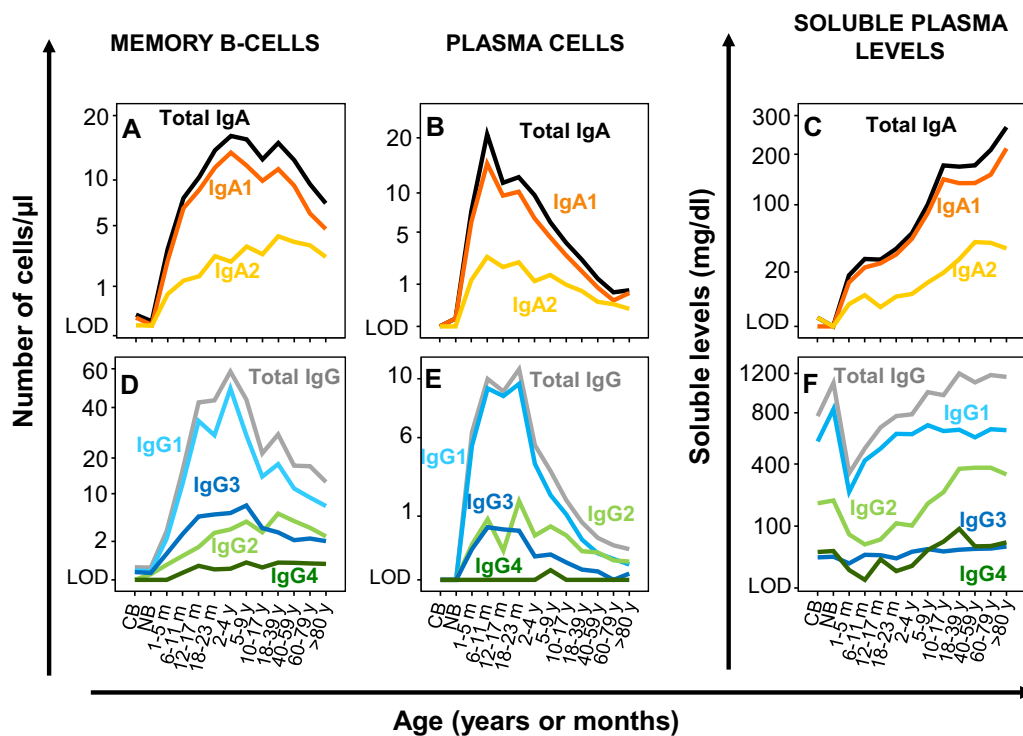 MEMORY B-CELLS
PLASMA CELLS
SOLUBLE PLASMA
LEVELS
Number of cells/µl
A
Total IgA
IgA1
IgA2
20
10
5
1
LOD
B
Total IgA
IgA1
IgA2
20
10
5
1
LOD
Soluble levels (mg/dl)
C
Total IgA
IgA1
IgA2
300
200
100
20
LOD
D
Total IgG
IgG1
IgG3
IgG2
IgG4
60
40
20
10
2
LOD
E
Total IgG
IgG1
IgG3
IgG2
IgG4
10
6
1
LOD
F
Total IgG
IgG1
IgG2
IgG3
IgG4
1200
800
400
100
LOD
CB
NB
1-5 m
6-11 m
12-17 m
18-23 m
2-4 y
5-9 y
10-17 y
18-39 y
40-59 y
60-79 y
>80 y
CB
NB
1-5 m
6-11 m
12-17 m
18-23 m
2-4 y
5-9 y
10-17 y
18-39 y
40-59 y
60-79 y
>80 y
CB
NB
1-5 m
6-11 m
12-17 m
18-23 m
2-4 y
5-9 y
10-17 y
18-39 y
40-59 y
60-79 y
>80 y
Age (years or months)